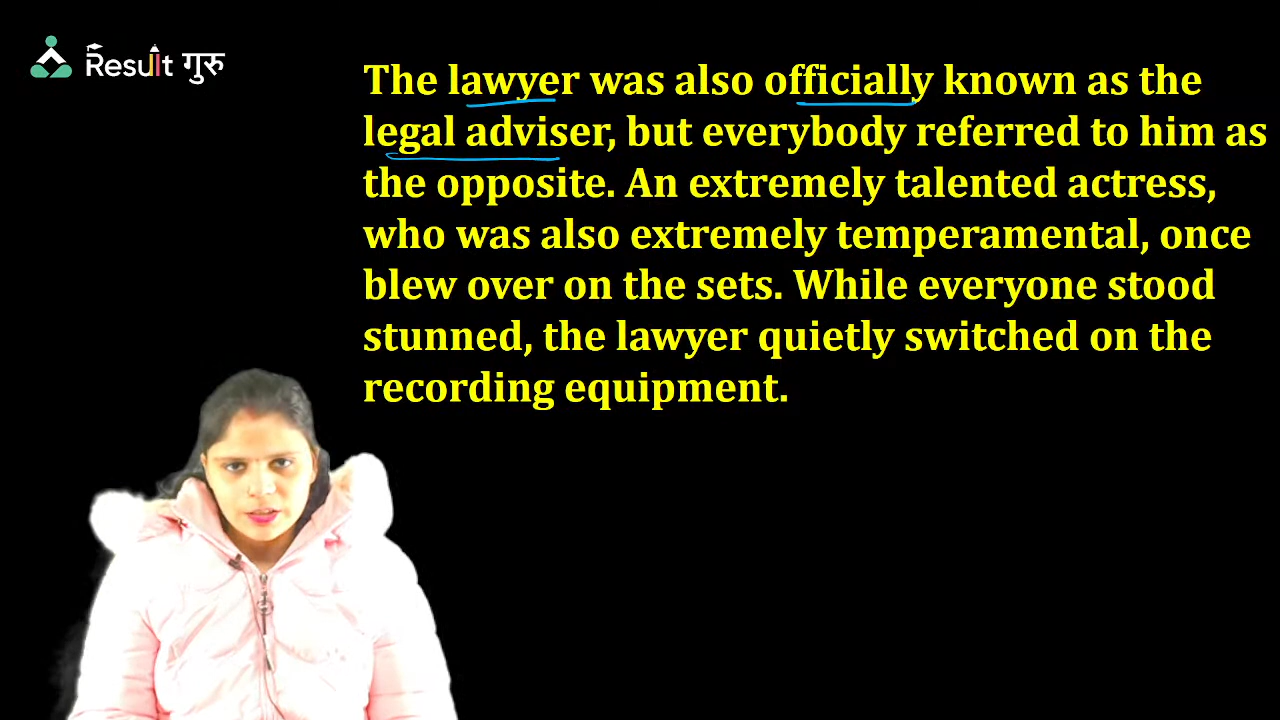 Result गुरु
The lawyer was also officially known as the
legal adviser, but everybody referred to him as
the opposite. An extremely talented actress,
who was also extremely temperamental, once
blew over on the sets. While everyone stood
stunned, the lawyer quietly switched on the
recording equipment.